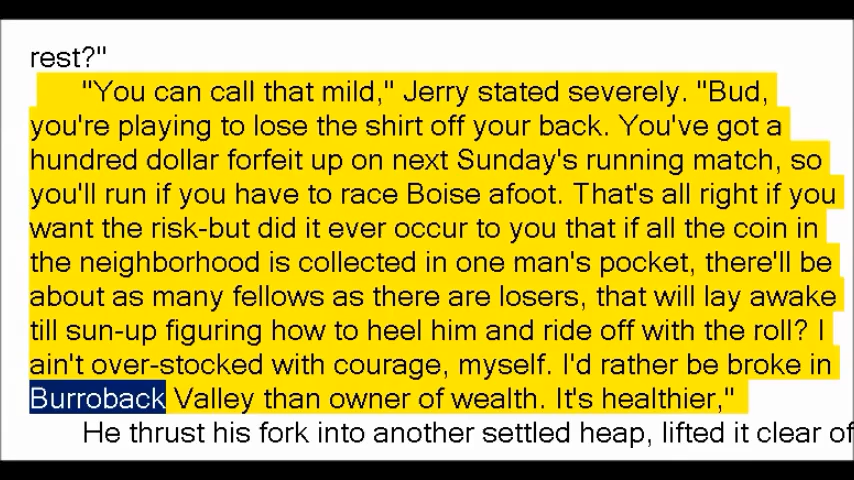 rest?"
"You can call that mild," Jerry stated severely. "Bud,
you're playing to lose the shirt off your back. You've got a
hundred dollar forfeit up on next Sunday's running match, so
you'll run if you have to race Boise afoot. That's all right if you
want the risk-but did it ever occur to you that if all the coin in
the neighborhood is collected in one man's pocket, there'll be
about as many fellows as there are losers, that will lay awake
till sun-up figuring how to heel him and ride off with the roll? I
ain't over-stocked with courage, myself. I'd rather be broke in
Burroback Valley than owner of wealth. It's healthier,"
He thrust his fork into another settled heap, lifted it clear of